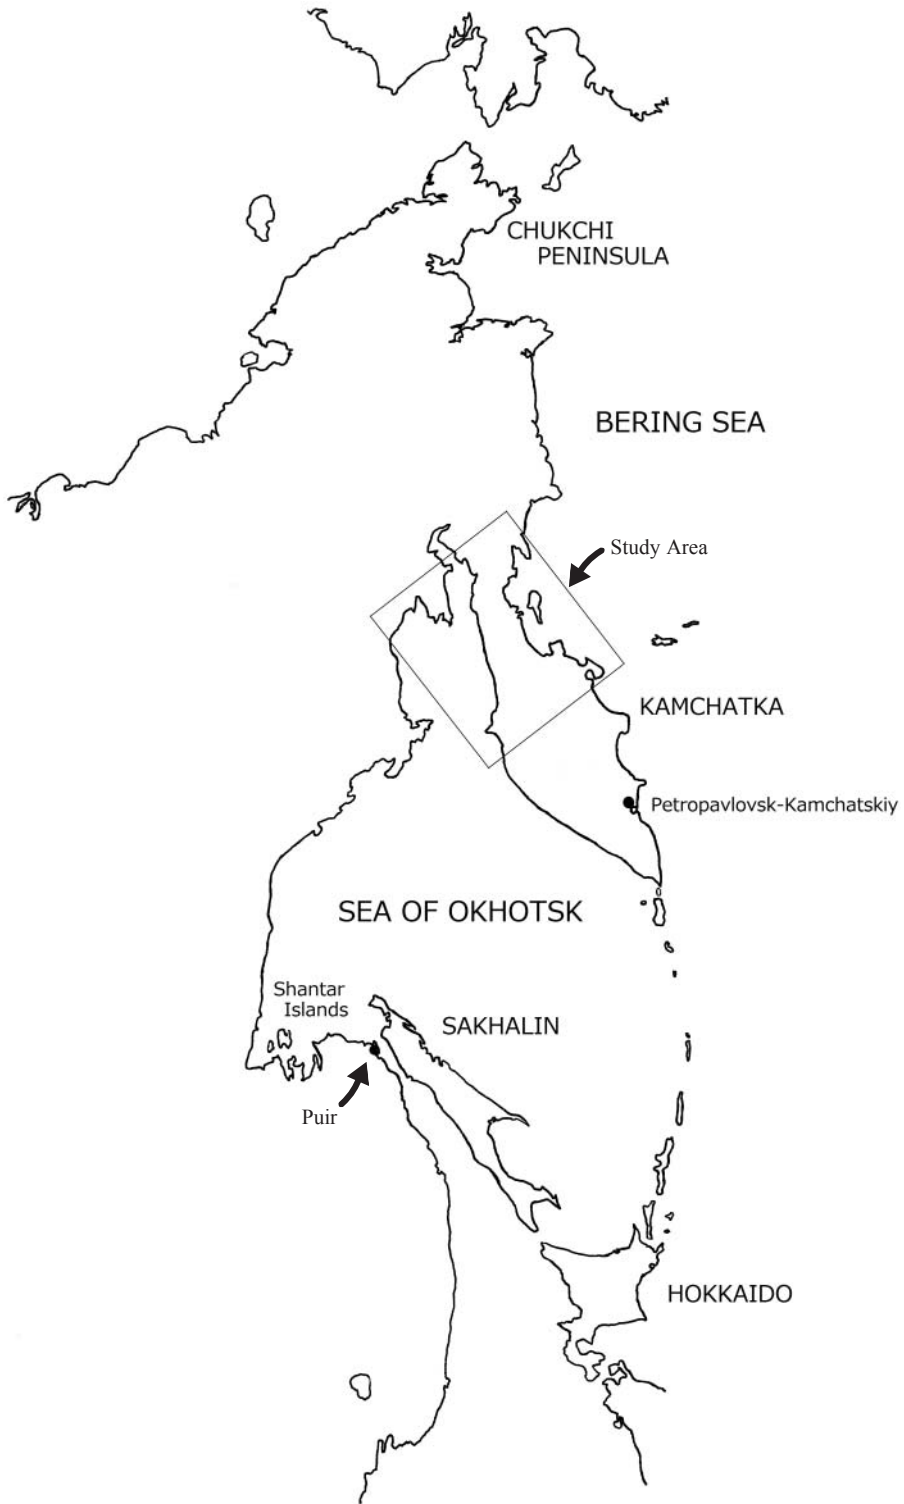 CHUKCHI
PENINSULA
BERING SEA
Study Area
KAMCHATKA
Petropavlovsk-Kamchatskiy
SEA OF OKHOTSK
Shantar
Islands
SAKHALIN
Puir
HOKKAIDO